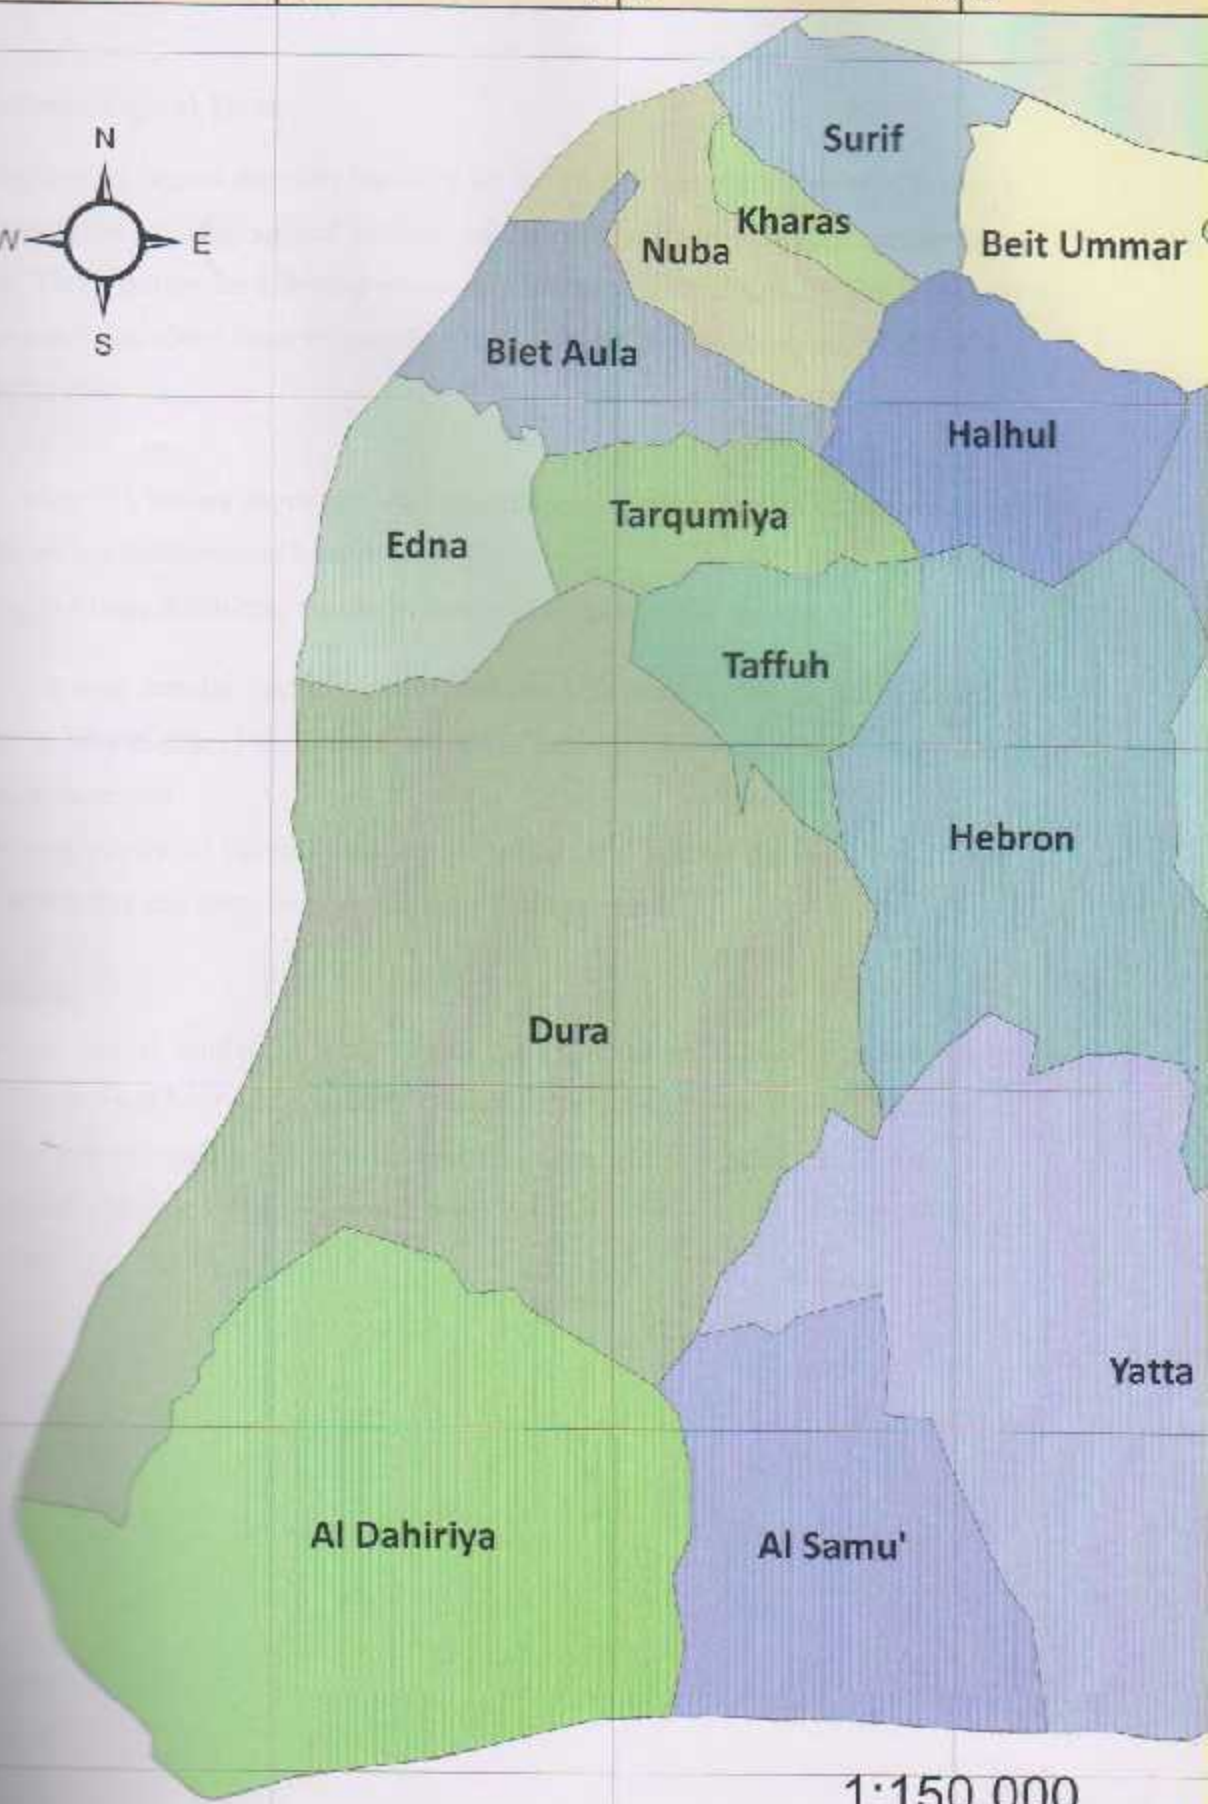 N
W
E
S
Surif
Kharas
Nuba
Beit Ummar
Biet Aula
Halhul
Tarqumiya
Edna
Taffuh
Hebron
Dura
Yatta
Al Dahiriya
Al Samu'
1:150,000